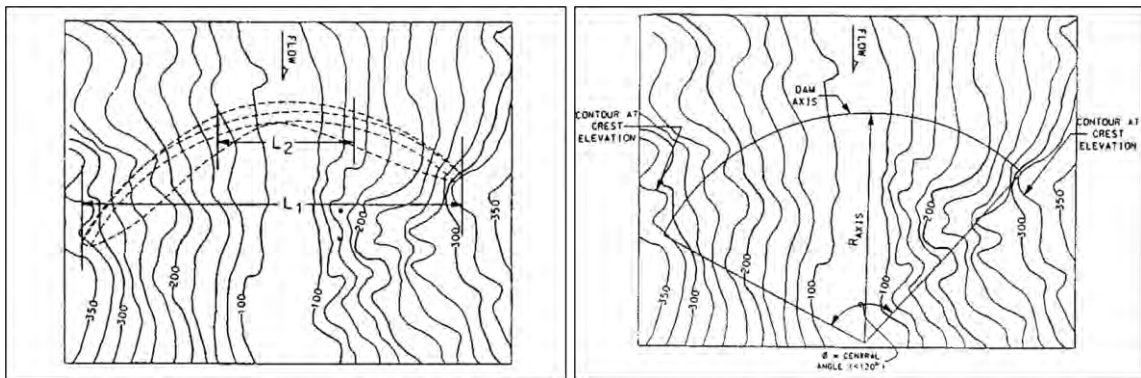 FLOW
L2
L1
200
200
100
100
300
350
300
350
FLOW
DAM
AXIS
CONTOUR AT
CREST
ELEVATION
CONTOUR AT
CREST
ELEVATION
RAXIS
200
350
300
200
100
100
300
350
Ø = CENTRAL
ANGLE (<120°)